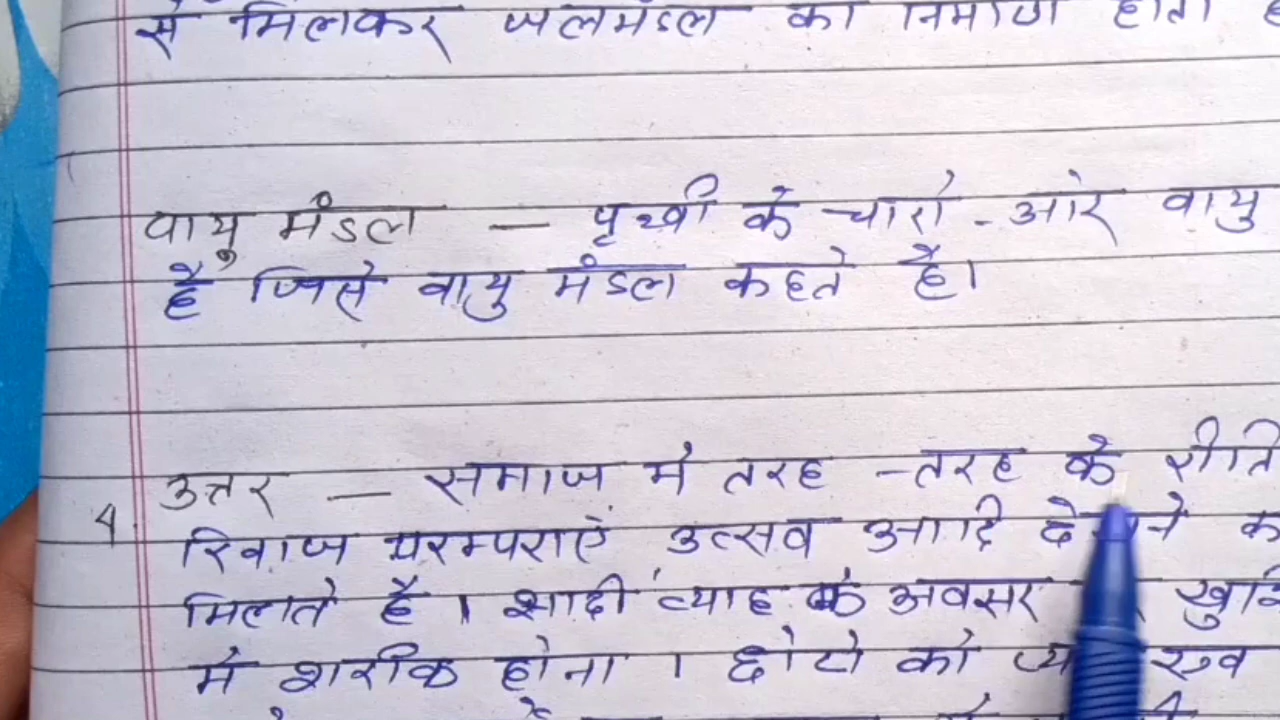 से मिलकर जलमंडल का निर्माण होता
वायु मंडल — पृथ्वी के चारो - ओर वायु
है जिसे वायु मंडल कहते है।
4 उत्तर — समाज मे तरह - तरह के रीति
रिवाज परम्पराएं उत्सव आदि
मिलते है । शादी व्याह के अवसर
मे शरीक होना । छोटो को एव